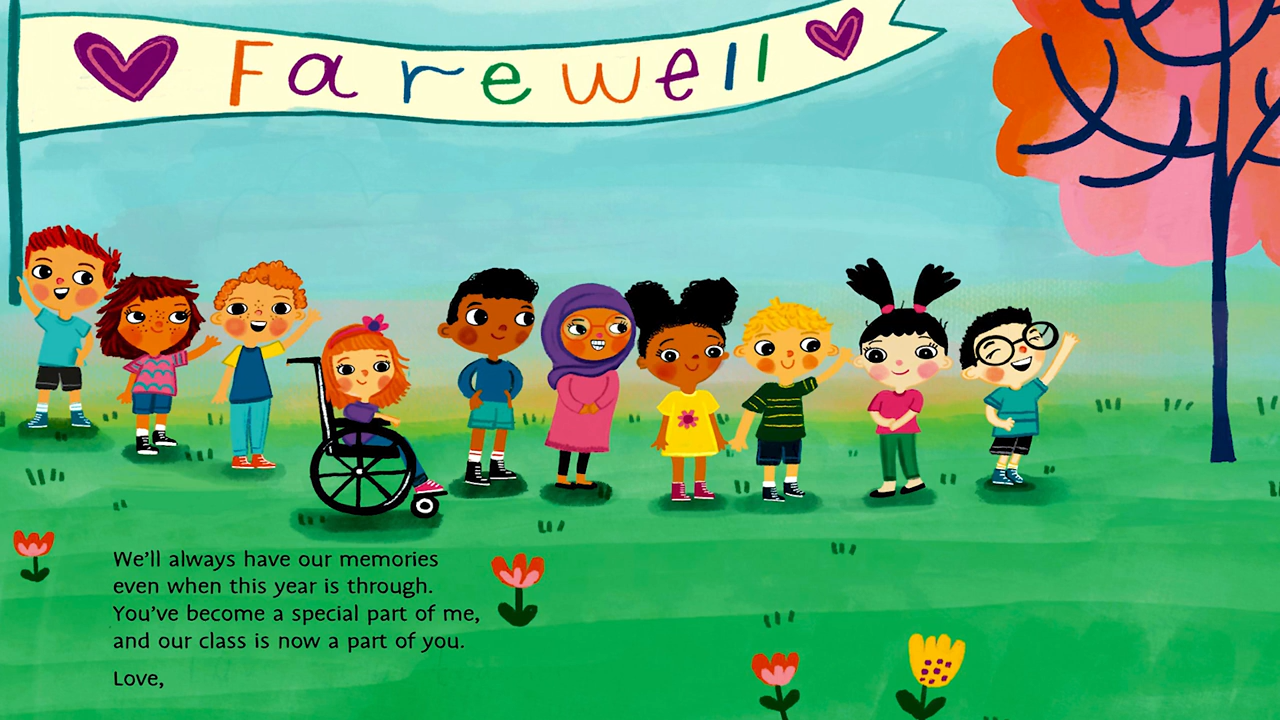 Farewell
We'll always have our memories
even when this year is through.
You've become a special part of me,
and our class is now a part of you.
Love,